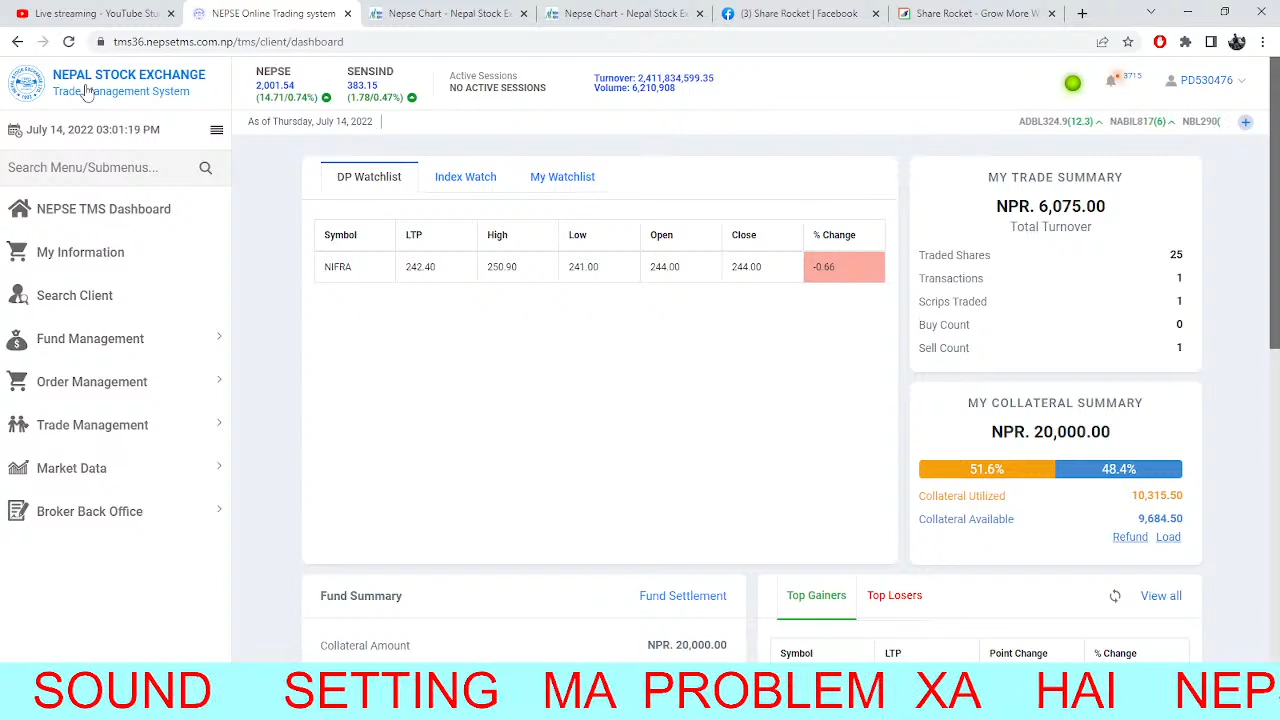 Live streaming - YouTube Stu
NEPSE Online Trading system
Nepse Chart - Nepal Stock Ex
Nepse Chart - Nepal Stock Ex
(3) Share Rocket | Facebook
Share Rocket - Grow More W
tms36.nepsetms.com.np/tms/client/dashboard
NEPAL STOCK EXCHANGE
Trade Management System
NEPSE
2,001.54
(14.71/0.74%)
SENSIND
383.15
(1.78/0.47%)
Active Sessions
NO ACTIVE SESSIONS
Turnover: 2,411,834,599.35
Volume: 6,210,908
3715
PD530476
July 14, 2022 03:01:19 PM
As of Thursday, July 14, 2022
ADBL324.9(12.3) NABIL817(6) NBL290(
Search Menu/Submenus...
NEPSE TMS Dashboard
My Information
Search Client
Fund Management
Order Management
Trade Management
Market Data
Broker Back Office
DP Watchlist Index Watch My Watchlist
Symbol LTP High Low Open Close % Change
NIFRA 242.40 250.90 241.00 244.00 244.00 -0.66
MY TRADE SUMMARY
NPR. 6,075.00
Total Turnover
Traded Shares 25
Transactions 1
Scrips Traded 1
Buy Count 0
Sell Count 1
MY COLLATERAL SUMMARY
NPR. 20,000.00
51.6% 48.4%
Collateral Utilized 10,315.50
Collateral Available 9,684.50
Refund Load
Fund Summary Fund Settlement
Collateral Amount NPR. 20,000.00
Top Gainers Top Losers View all
Symbol LTP Point Change % Change
SOUND SETTING MA PROBLEM XA HAI NEP